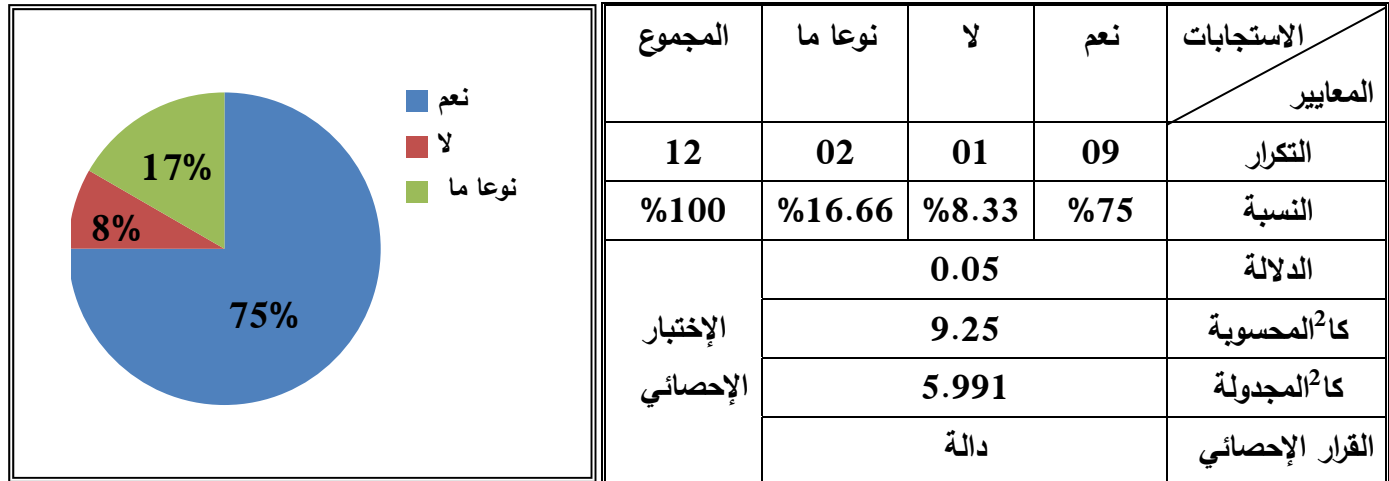 الاستجابات نعم لا نوعا ما المجموع
المعايير
التكرار 09 01 02 12
النسبة %75 %8.33 %16.66 %100
الدلالة 0.05
كا²المحسوبة 9.25
كا²المجدولة 5.991
القرار الإحصائي دالة
الإختبار
الإحصائي
نعم
لا
نوعا ما
17%
8%
75%